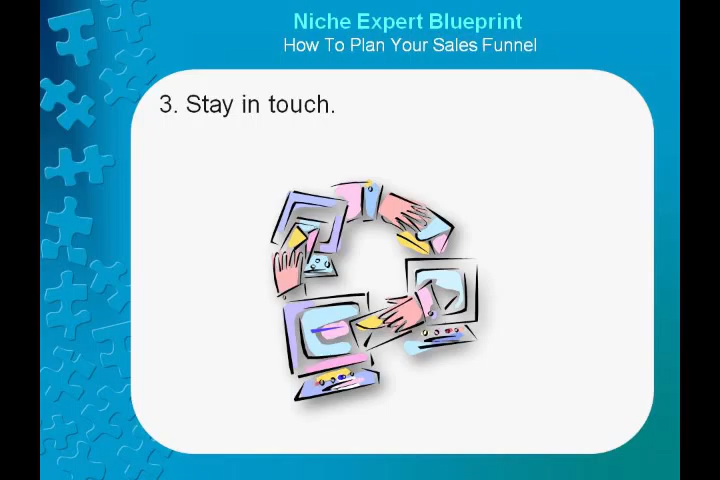 Niche Expert Blueprint
How To Plan Your Sales Funnel
3. Stay in touch.